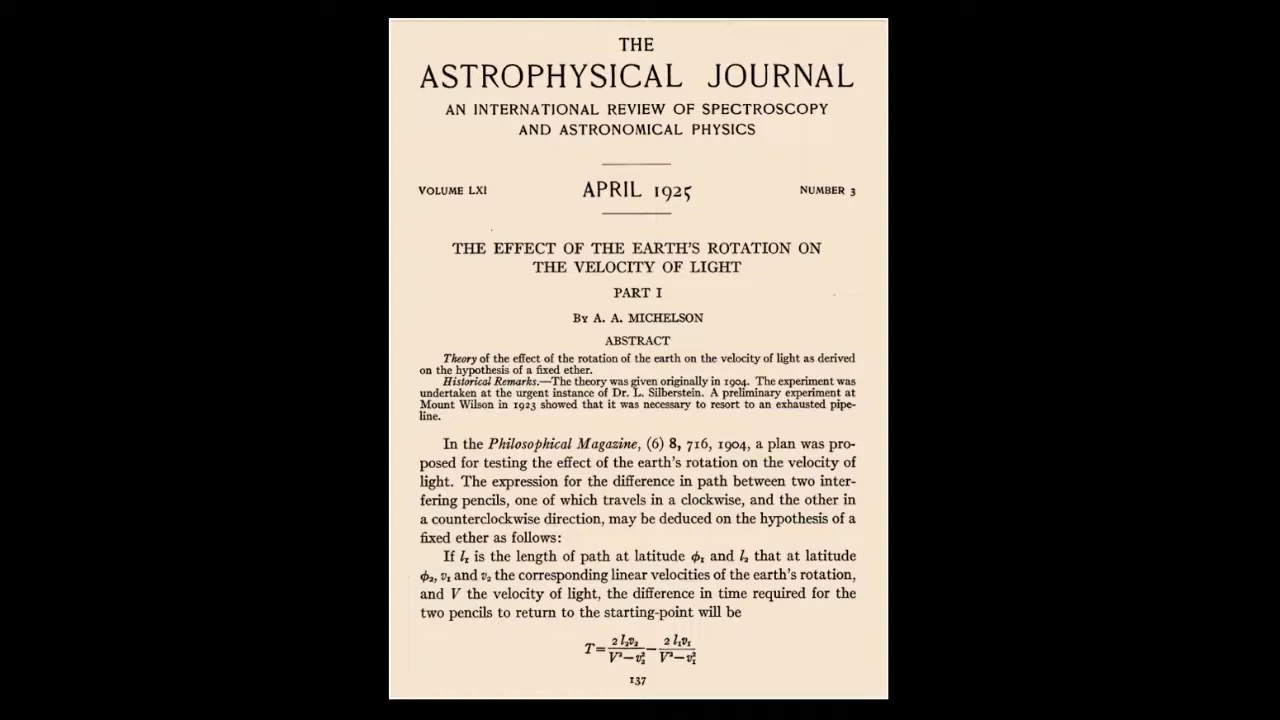 THE
ASTROPHYSICAL JOURNAL
AN INTERNATIONAL REVIEW OF SPECTROSCOPY
AND ASTRONOMICAL PHYSICS
VOLUME LXI APRIL 1925 NUMBER 3
THE EFFECT OF THE EARTH'S ROTATION ON
THE VELOCITY OF LIGHT
PART I
By A. A. MICHELSON
ABSTRACT
Theory of the effect of the rotation of the earth on the velocity of light as derived
on the hypothesis of a fixed ether.
Historical Remarks.—The theory was given originally in 1904. The experiment was
undertaken at the urgent instance of Dr. L. Silberstein. A preliminary experiment at
Mount Wilson in 1923 showed that it was necessary to resort to an exhausted pipe-
line.
In the Philosophical Magazine, (6) 8, 716, 1904, a plan was pro-
posed for testing the effect of the earth's rotation on the velocity of
light. The expression for the difference in path between two inter-
fering pencils, one of which travels in a clockwise, and the other in
a counterclockwise direction, may be deduced on the hypothesis of a
fixed ether as follows:
If l₁ is the length of path at latitude ϕ₁ and l₂ that at latitude
ϕ₂, v₁ and v₂ the corresponding linear velocities of the earth's rotation,
and V the velocity of light, the difference in time required for the
two pencils to return to the starting-point will be
T = 2 l₂v₂/(V²−v₂²) − 2 l₁v₁/(V²−v₁²)
137